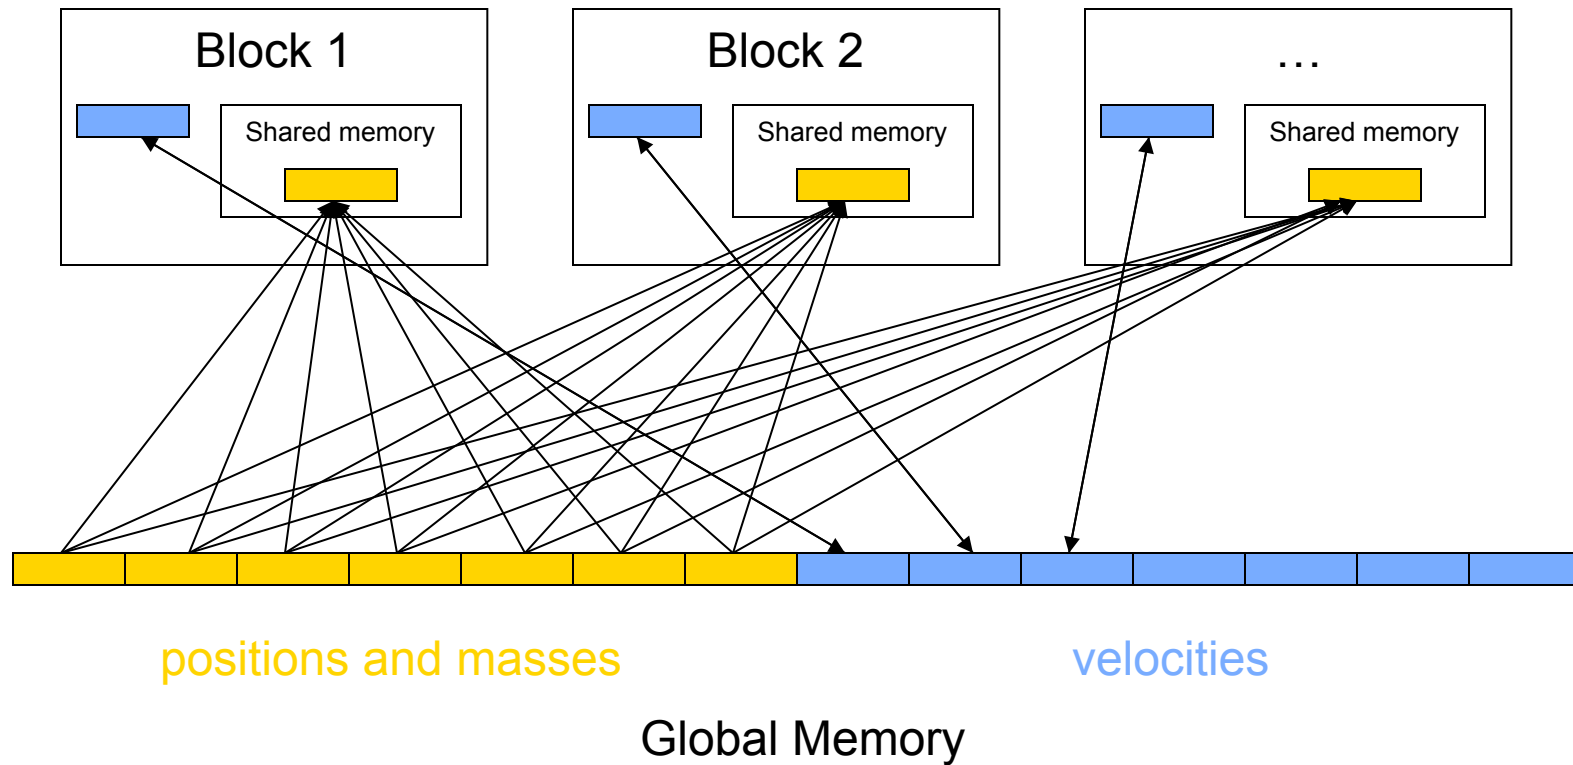 Block 1
Block 2
…
Shared memory
Shared memory
Shared memory
positions and masses
velocities
Global Memory